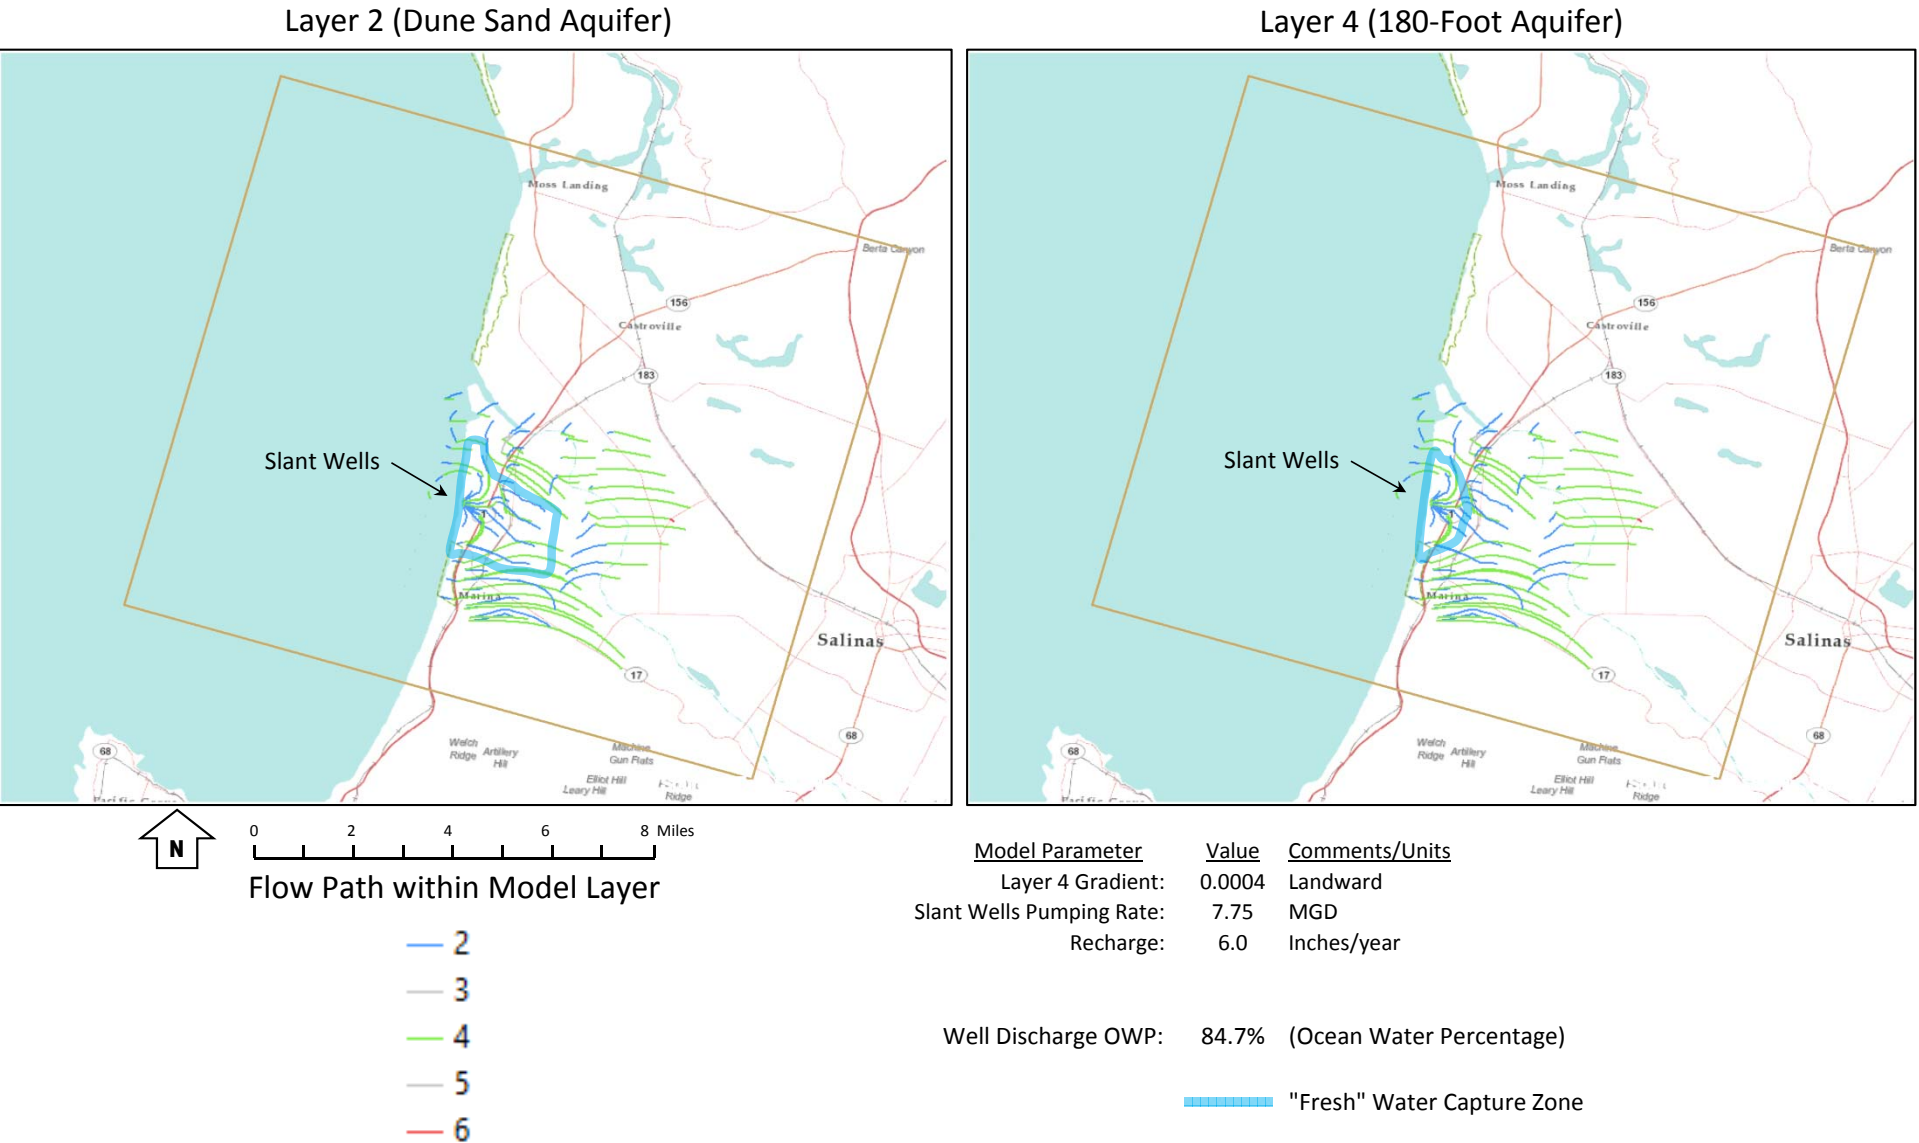 Layer 2 (Dune Sand Aquifer)
Moss Landing
Berta Canyon
156
Castroville
183
Slant Wells
Marina
Salinas
17
68
68
Welch
Ridge
Artillery
Hill
Machine
Gun Flats
Elliot Hill
Leary Hill
Ridge
Layer 4 (180-Foot Aquifer)
Moss Landing
Berta Canyon
156
Castroville
183
Slant Wells
Marina
Salinas
17
68
68
Welch
Ridge
Artillery
Hill
Machine
Gun Flats
Elliot Hill
Leary Hill
Ridge
N
0 2 4 6 8 Miles
Flow Path within Model Layer
2
3
4
5
6
Model Parameter Value Comments/Units
Layer 4 Gradient: 0.0004 Landward
Slant Wells Pumping Rate: 7.75 MGD
Recharge: 6.0 Inches/year
Well Discharge OWP: 84.7% (Ocean Water Percentage)
"Fresh" Water Capture Zone